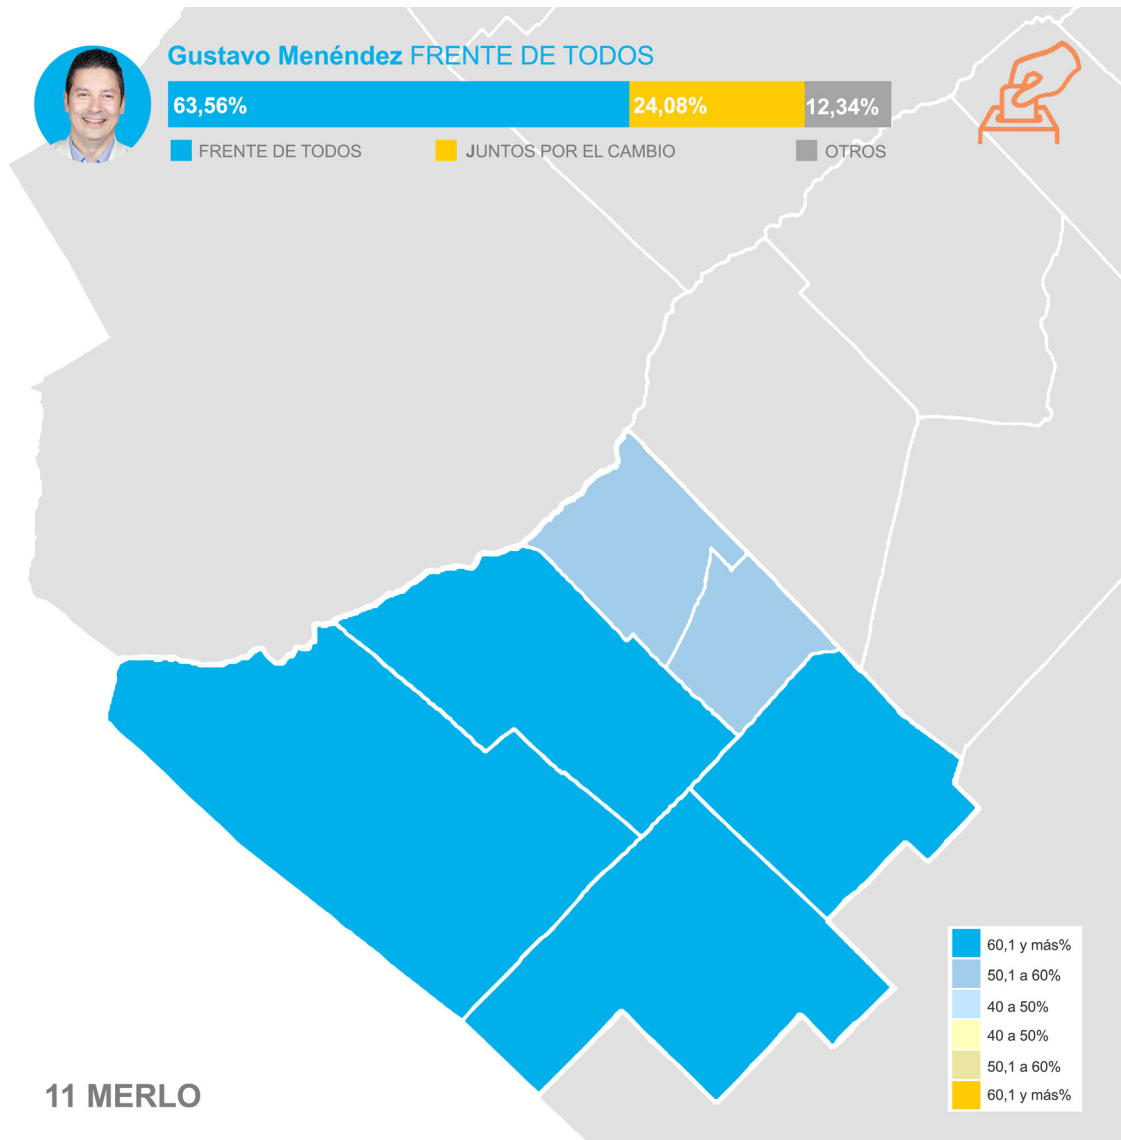 Gustavo Menéndez FRENTE DE TODOS
63,56% 24,08% 12,34%
FRENTE DE TODOS JUNTOS POR EL CAMBIO OTROS
60,1 y más%
50,1 a 60%
40 a 50%
40 a 50%
50,1 a 60%
60,1 y más%
11 MERLO